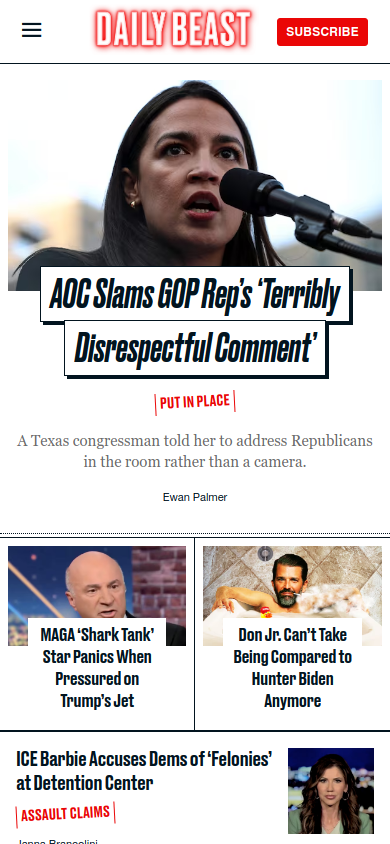 DAILY BEAST
SUBSCRIBE
AOC Slams GOP Rep's ‘Terribly
Disrespectful Comment’
PUT IN PLACE
A Texas congressman told her to address Republicans
in the room rather than a camera.
Ewan Palmer
MAGA ‘Shark Tank’
Star Panics When
Pressured on
Trump’s Jet
Don Jr. Can’t Take
Being Compared to
Hunter Biden
Anymore
ICE Barbie Accuses Dems of ‘Felonies’
at Detention Center
ASSAULT CLAIMS